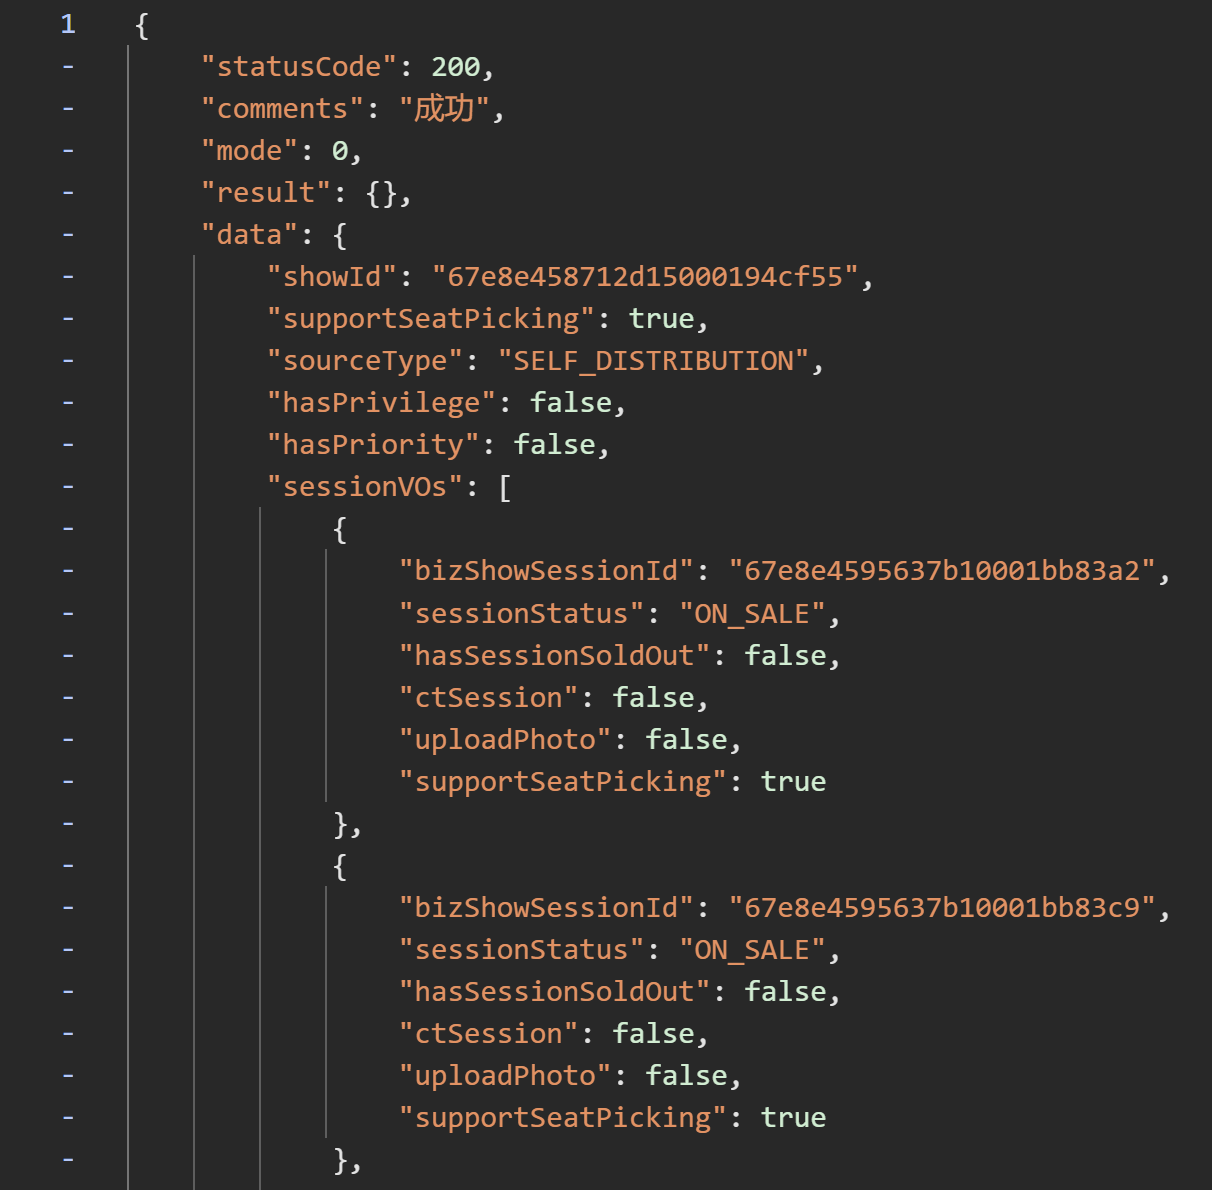 1 {
- "statusCode": 200,
- "comments": "成功",
- "mode": 0,
- "result": {},
- "data": {
- "showId": "67e8e458712d15000194cf55",
- "supportSeatPicking": true,
- "sourceType": "SELF_DISTRIBUTION",
- "hasPrivilege": false,
- "hasPriority": false,
- "sessionVOs": [
- {
- "bizShowSessionId": "67e8e4595637b10001bb83a2",
- "sessionStatus": "ON_SALE",
- "hasSessionSoldOut": false,
- "ctSession": false,
- "uploadPhoto": false,
- "supportSeatPicking": true
- },
- {
- "bizShowSessionId": "67e8e4595637b10001bb83c9",
- "sessionStatus": "ON_SALE",
- "hasSessionSoldOut": false,
- "ctSession": false,
- "uploadPhoto": false,
- "supportSeatPicking": true
- },